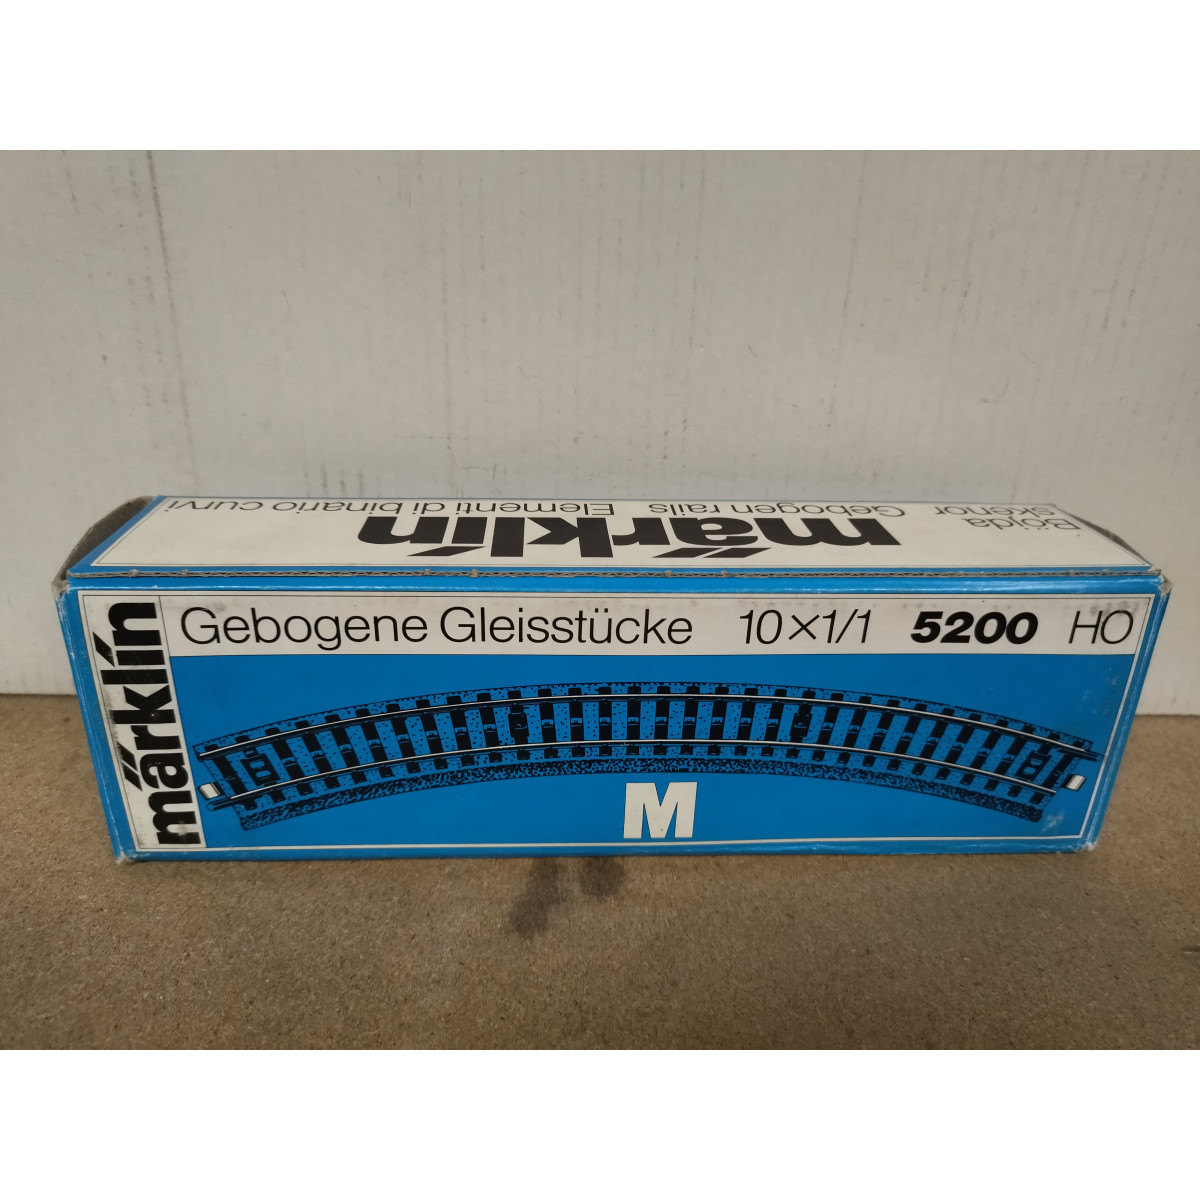 Böjda
skenor Gebogen rails Elementi di binario curvi
märklin
märklin
Gebogene Gleisstücke 10×1/1 5200 HO
M